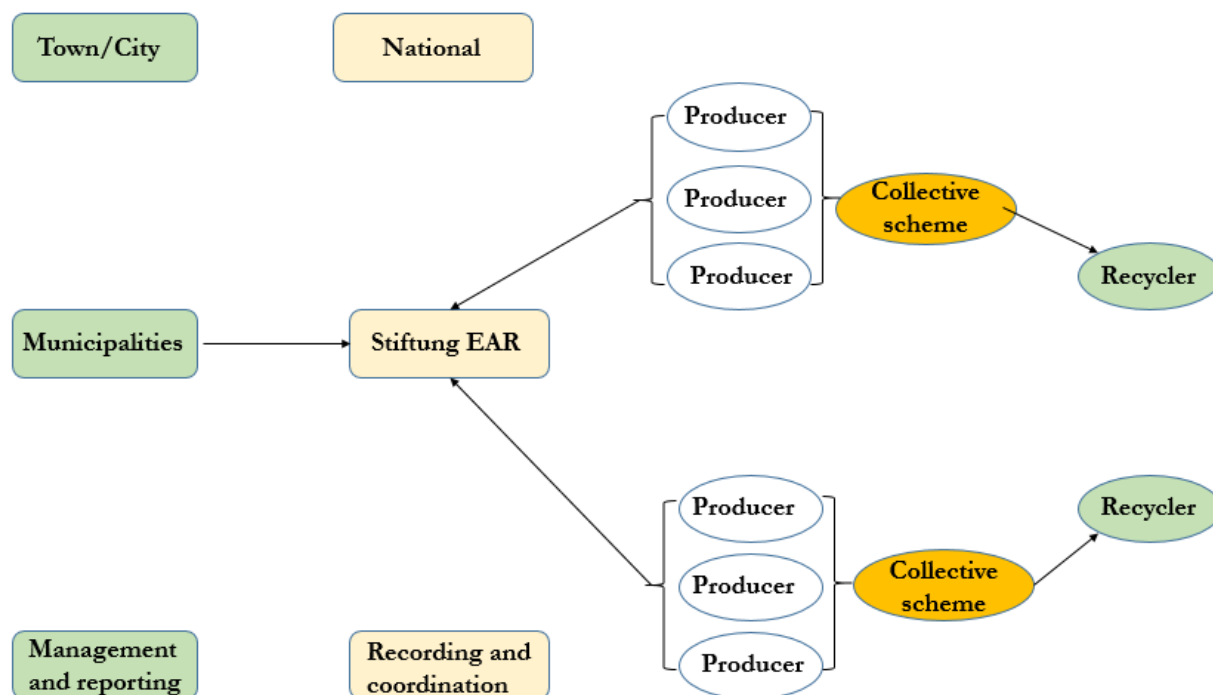 Town/City
National
Producer
Producer
Producer
Collective
scheme
Recycler
Municipalities
Stiftung EAR
Producer
Producer
Producer
Collective
scheme
Recycler
Management
and reporting
Recording and
coordination